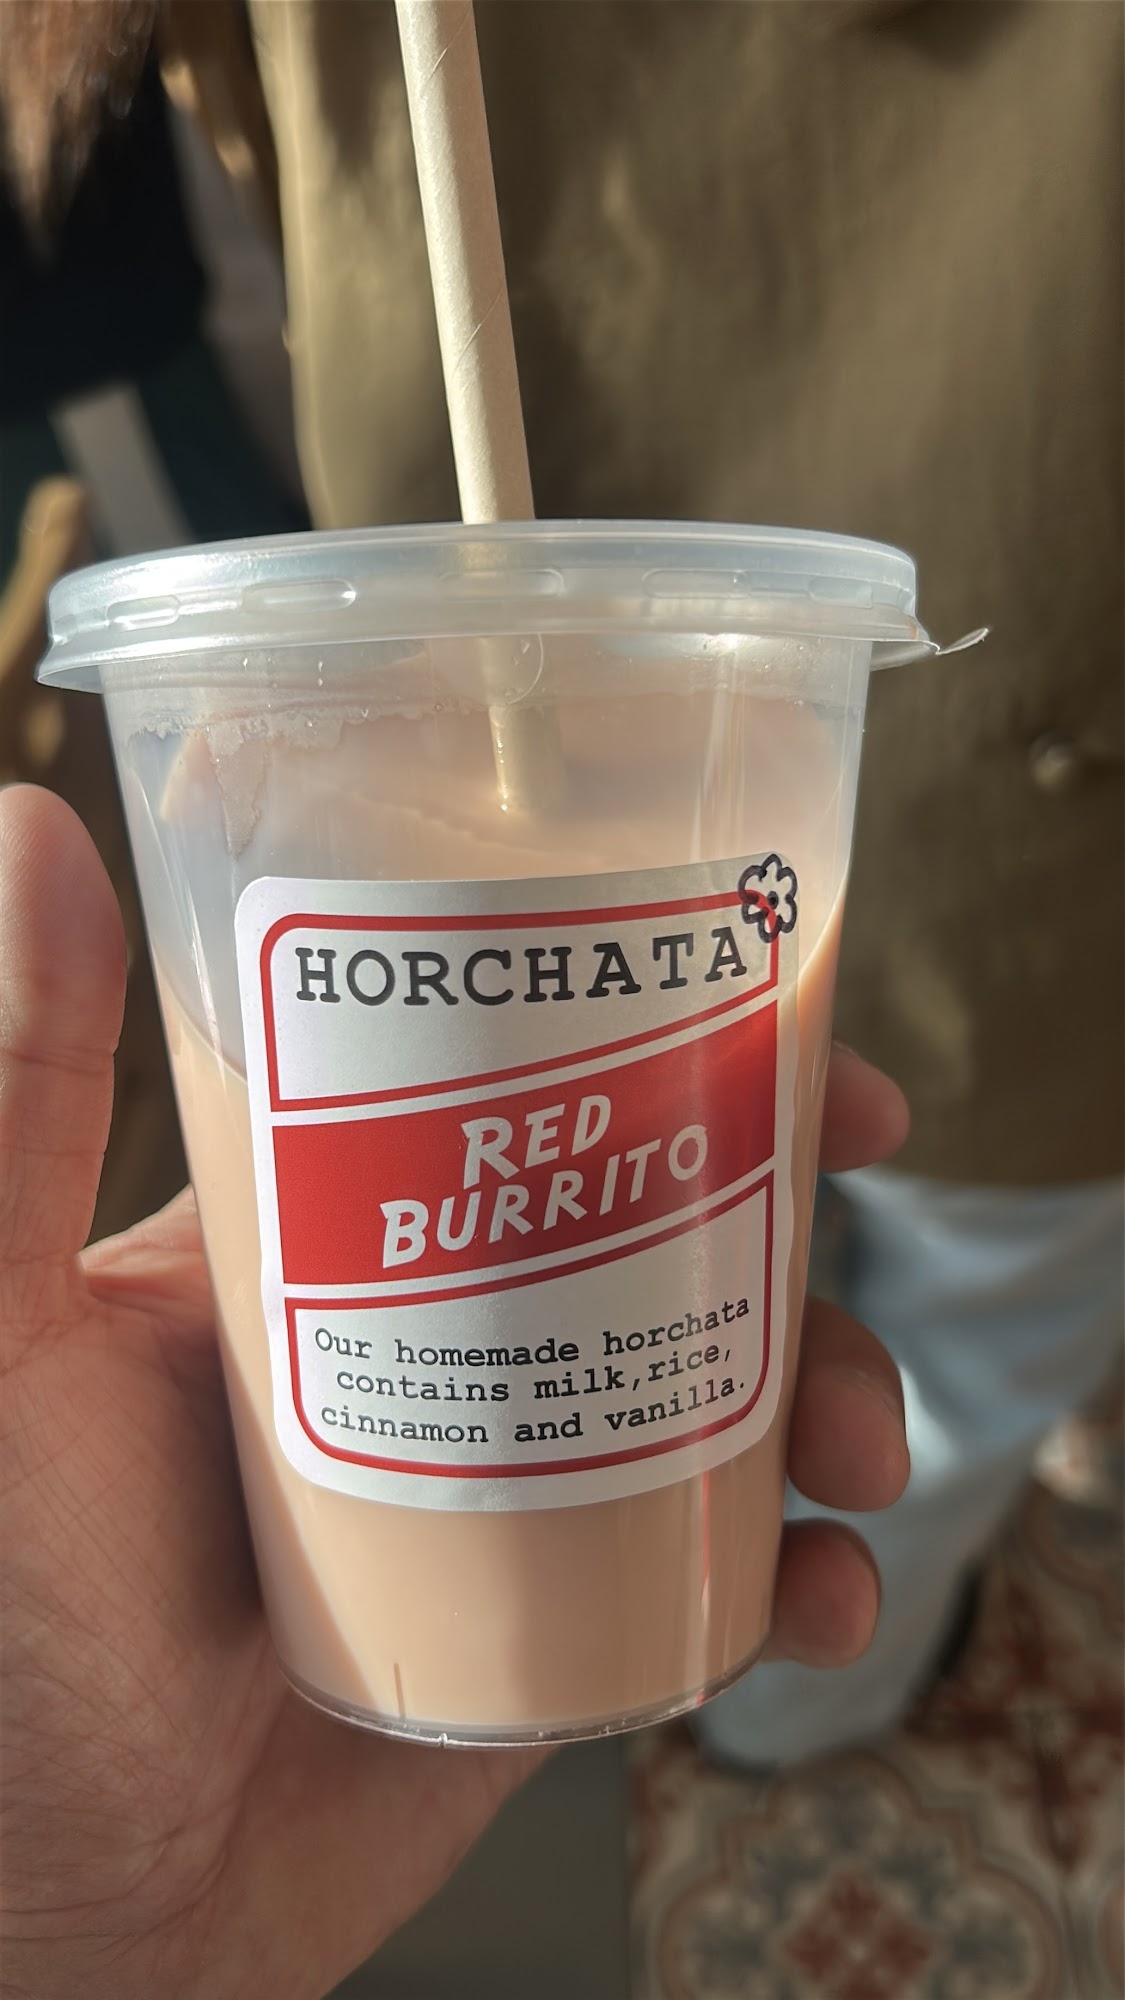 HORCHATA
RED
BURRITO
Our homemade horchata
contains milk,rice,
cinnamon and vanilla.